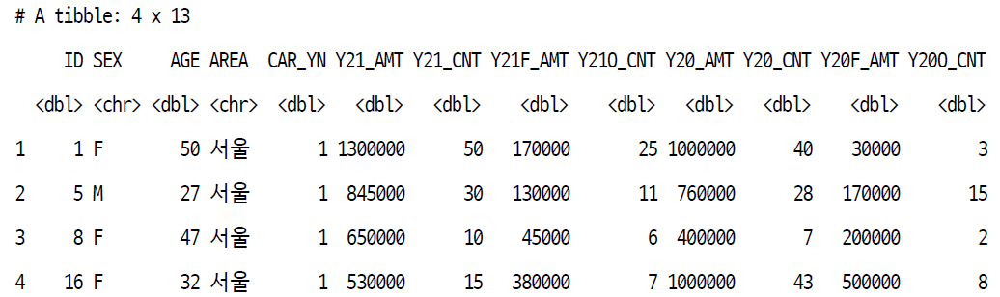 # A tibble: 4 x 13
ID SEX AGE AREA CAR_YN Y21_AMT Y21_CNT Y21F_AMT Y21O_CNT Y20_AMT Y20_CNT Y20F_AMT Y20O_CNT
<dbl> <chr> <dbl> <chr> <dbl> <dbl> <dbl> <dbl> <dbl> <dbl> <dbl> <dbl> <dbl>
1 1 F 50 서울 1 1300000 50 170000 25 1000000 40 30000 3
2 5 M 27 서울 1 845000 30 130000 11 760000 28 170000 15
3 8 F 47 서울 1 650000 10 45000 6 400000 7 200000 2
4 16 F 32 서울 1 530000 15 380000 7 1000000 43 500000 8